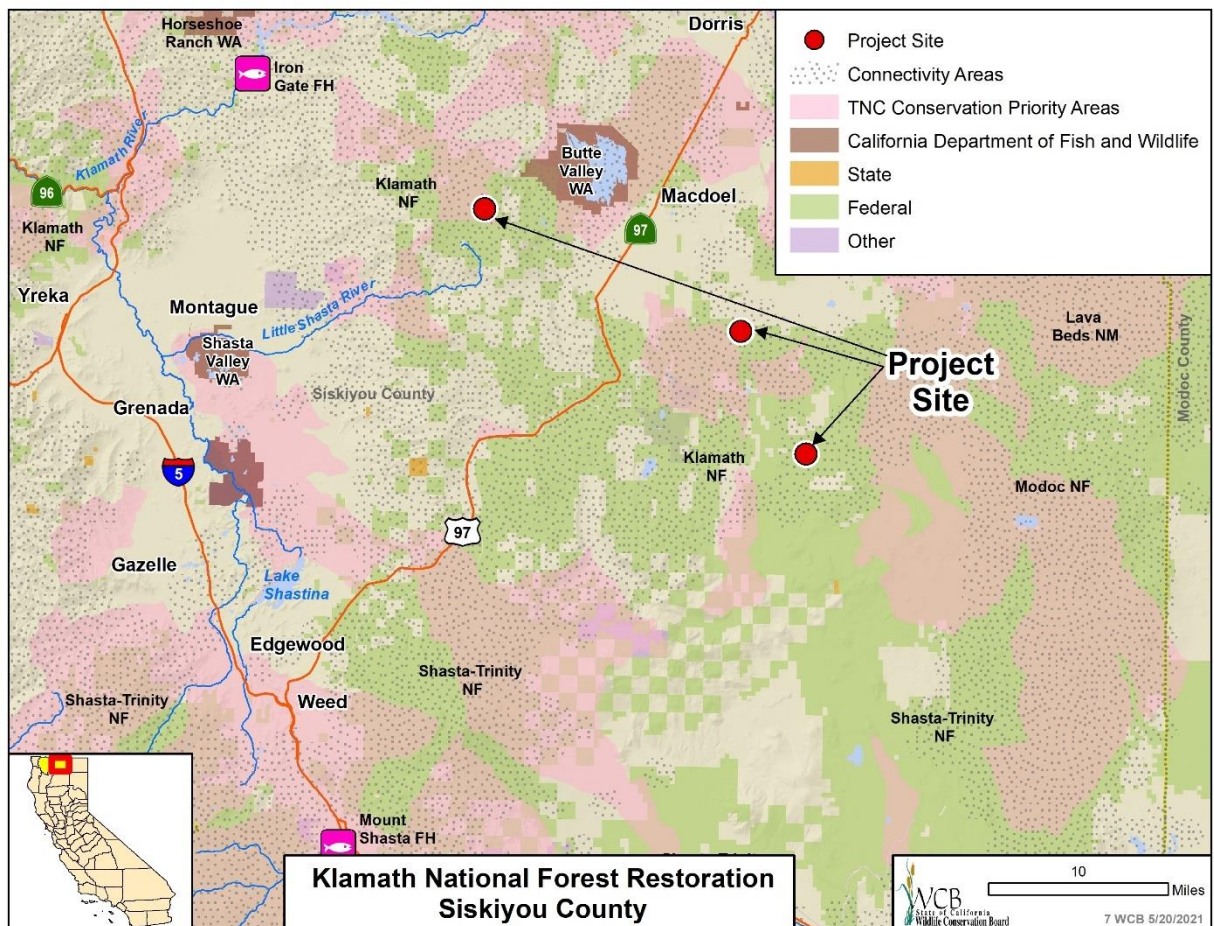 Horseshoe
Ranch WA
Dorris
Iron
Gate FH
Klamath River
96
Klamath
NF
Klamath
NF
Butte
Valley
WA
Macdoel
97
Yreka
Montague
Little Shasta River
Shasta
Valley
WA
Siskiyou County
Grenada
5
Lava
Beds NM
Modoc County
Project
Site
Klamath
NF
Modoc NF
97
Gazelle
Lake
Shastina
Edgewood
Shasta-Trinity
NF
Shasta-Trinity
NF
Weed
Shasta-Trinity
NF
Mount
Shasta FH
Project Site
Connectivity Areas
TNC Conservation Priority Areas
California Department of Fish and Wildlife
State
Federal
Other
Klamath National Forest Restoration
Siskiyou County
WCB
State of California
Wildlife Conservation Board
10
Miles
7 WCB 5/20/2021